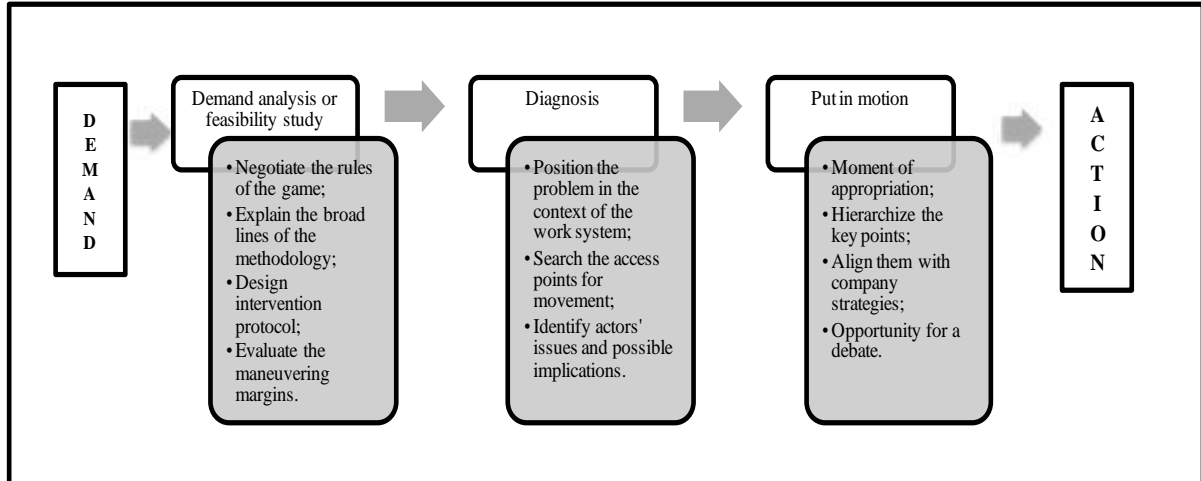 D
E
M
A
N
D
Demand analysis or
feasibility study
• Negotiate the rules
of the game;
• Explain the broad
lines of the
methodology;
• Design
intervention
protocol;
• Evaluate the
maneuvering
margins.
Diagnosis
• Position the
problem in the
context of the
work system;
• Search the access
points for
movement;
• Identify actors'
issues and possible
implications.
Put in motion
• Moment of
appropriation;
• Hierarchize the
key points;
• Align them with
company
strategies;
• Opportunity for a
debate.
A
C
T
I
O
N